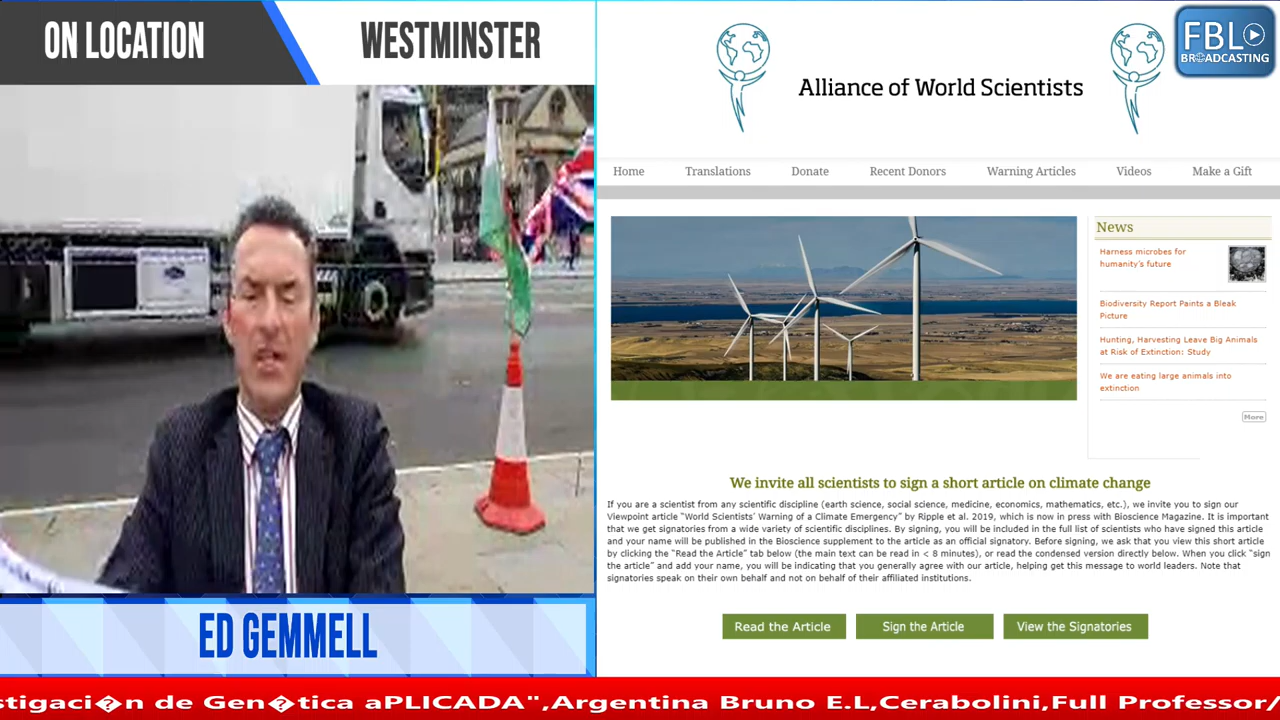 ON LOCATION
WESTMINSTER
FBL
BROADCASTING
Alliance of World Scientists
Home Translations Donate Recent Donors Warning Articles Videos Make a Gift
News
Harness microbes for
humanity's future
Biodiversity Report Paints a Bleak
Picture
Hunting, Harvesting Leave Big Animals
at Risk of Extinction: Study
We are eating large animals into
extinction
More
We invite all scientists to sign a short article on climate change
If you are a scientist from any scientific discipline (earth science, social science, medicine, economics, mathematics, etc.), we invite you to sign our
Viewpoint article "World Scientists' Warning of a Climate Emergency" by Ripple et al. 2019, which is now in press with Bioscience Magazine. It is important
that we get signatories from a wide variety of scientific disciplines. By signing, you will be included in the full list of scientists who have signed this article
and your name will be published in the Bioscience supplement to the article as an official signatory. Before signing, we ask that you view this short article
by clicking the "Read the Article" tab below (the main text can be read in < 8 minutes), or read the condensed version directly below. When you click "sign
the article" and add your name, you will be indicating that you generally agree with our article, helping get this message to world leaders. Note that
signatories speak on their own behalf and not on behalf of their affiliated institutions.
Read the Article Sign the Article View the Signatories
ED GEMMELL
stigaci�n de Gen�tica aPLICADA",Argentina Bruno E.L,Cerabolini,Full Professor/